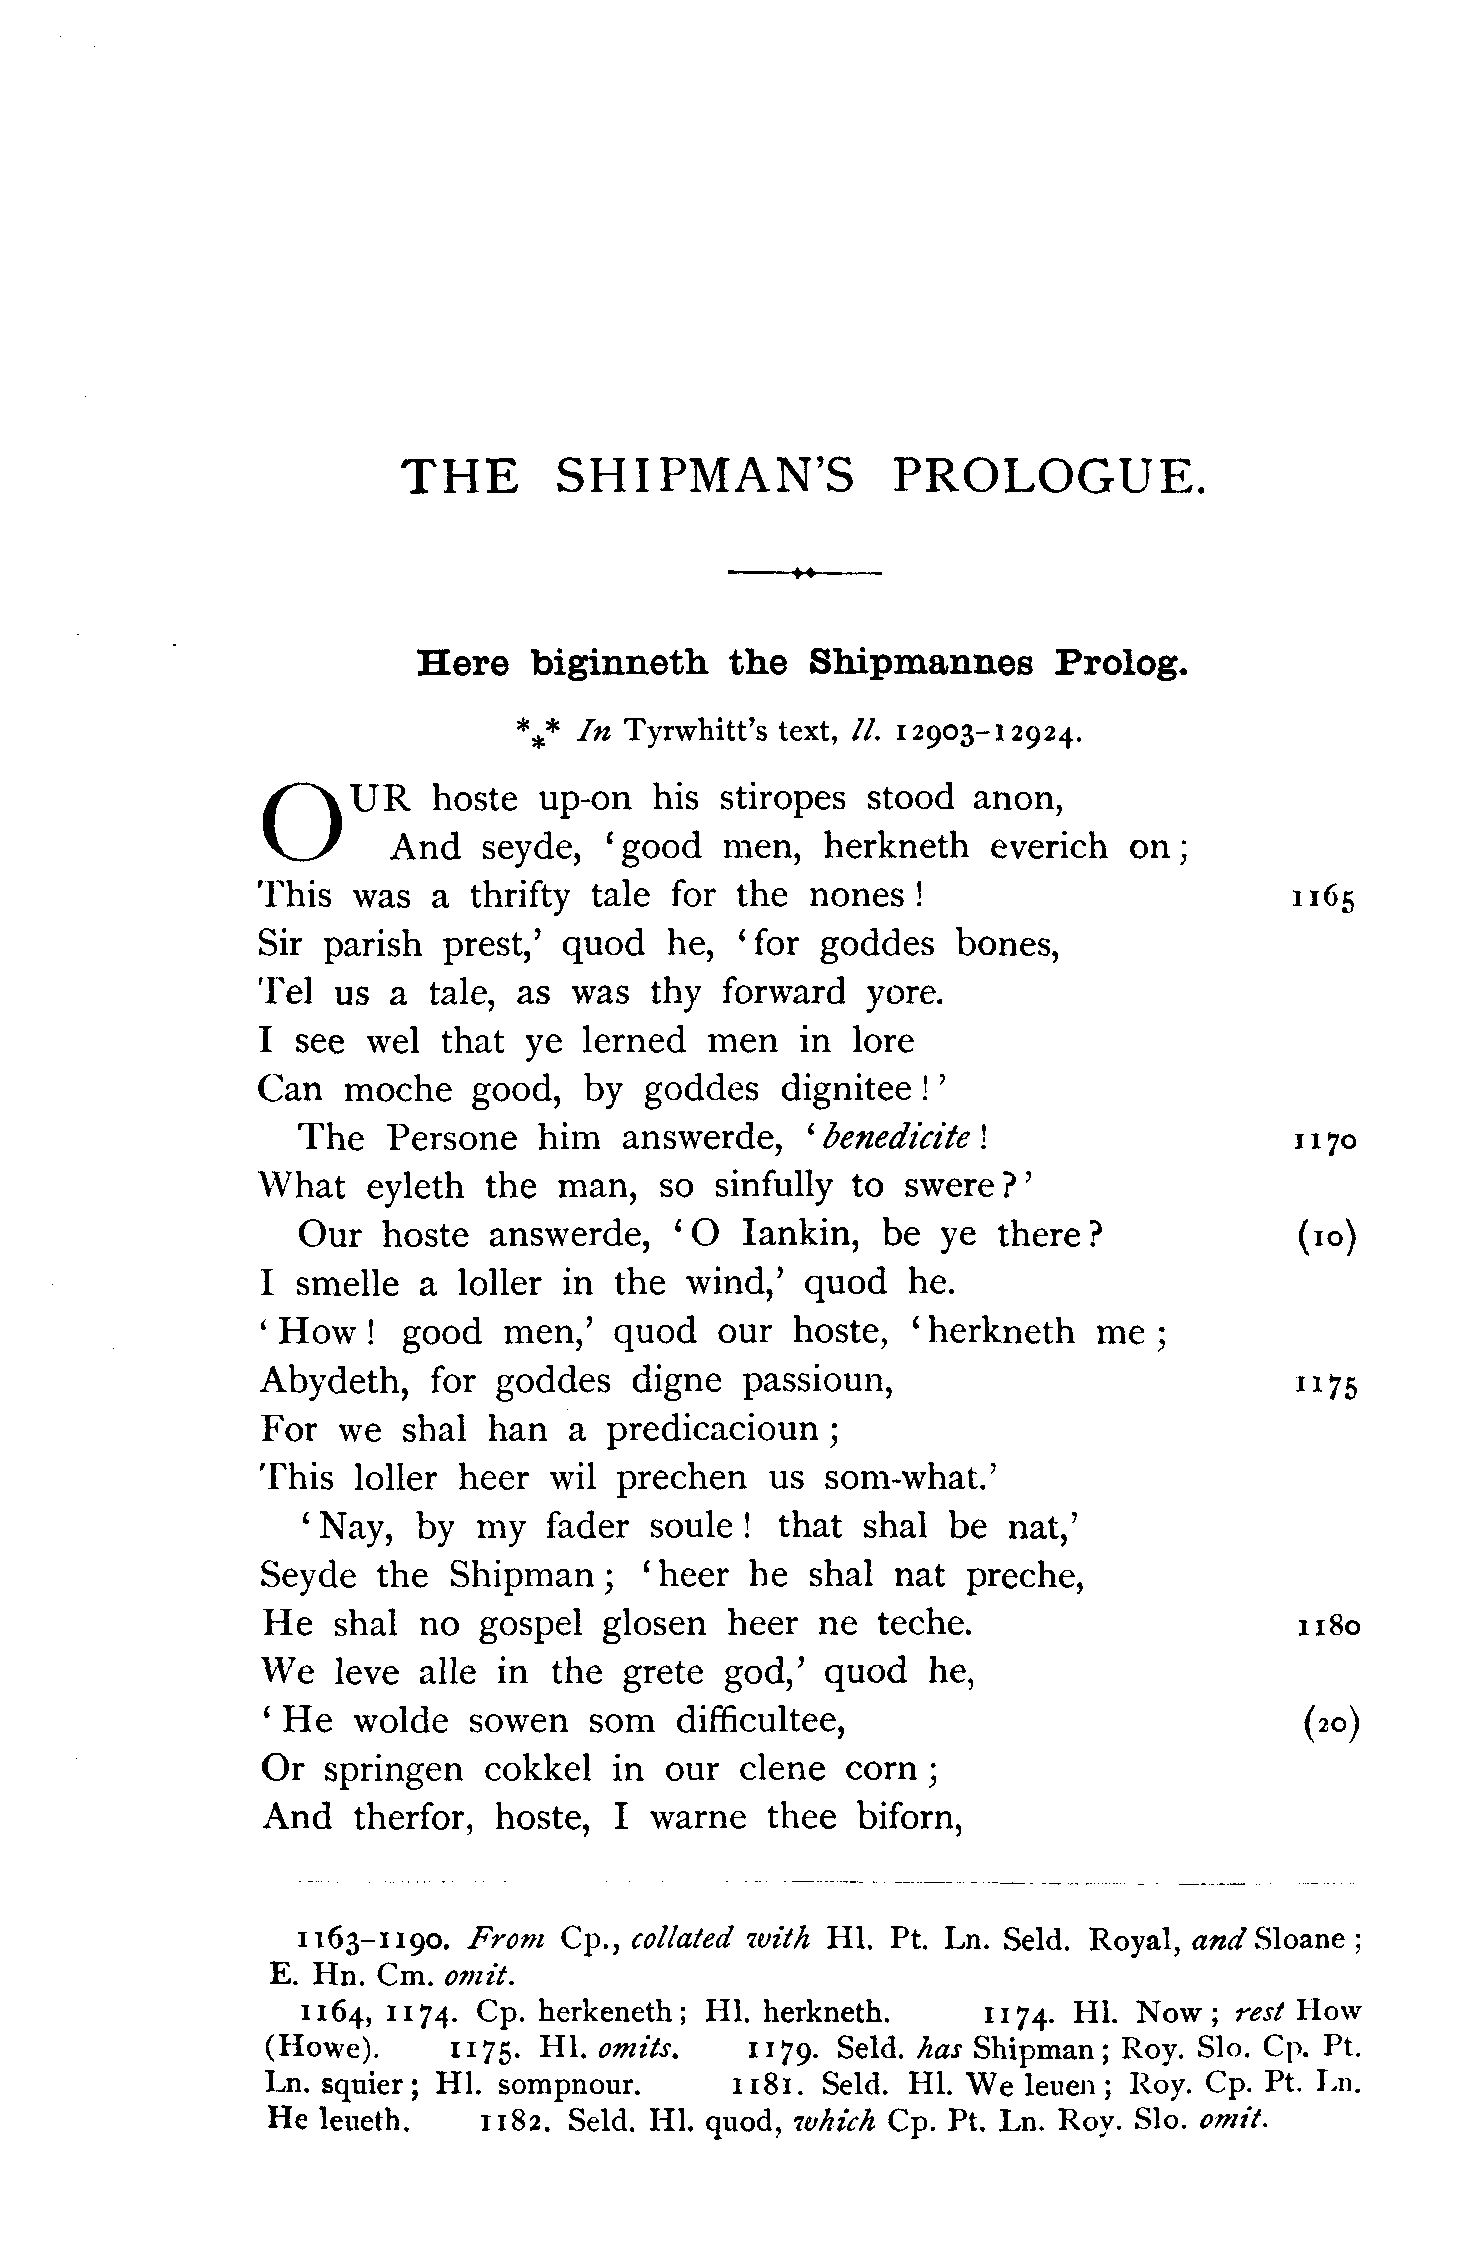 THE SHIPMAN'S PROLOGUE.
Here biginneth the Shipmannes Prolog.
*⁎* In Tyrwhitt's text, ll. 12903–12924.
OUR hoste up-on his stiropes stood anon,
And seyde, ‘good men, herkneth everich on;
This was a thrifty tale for the nones! 1165
Sir parish prest,’ quod he, ‘for goddes bones,
Tel us a tale, as was thy forward yore.
I see wel that ye lerned men in lore
Can moche good, by goddes dignitee!’
The Persone him answerde, ‘benedicite! 1170
What eyleth the man, so sinfully to swere?’
Our hoste answerde, ‘O Iankin, be ye there? (10)
I smelle a loller in the wind,’ quod he.
‘How! good men,’ quod our hoste, ‘herkneth me;
Abydeth, for goddes digne passioun, 1175
For we shal han a predicacioun;
This loller heer wil prechen us som-what.’
‘Nay, by my fader soule! that shal be nat,’
Seyde the Shipman; ‘heer he shal nat preche,
He shal no gospel glosen heer ne teche. 1180
We leve alle in the grete god,’ quod he,
‘He wolde sowen som difficultee, (20)
Or springen cokkel in our clene corn;
And therfor, hoste, I warne thee biforn,
1163–1190. From Cp., collated with Hl. Pt. Ln. Seld. Royal, and Sloane;
E. Hn. Cm. omit.
1164, 1174. Cp. herkeneth; Hl. herkneth. 1174. Hl. Now; rest How
(Howe). 1175. Hl. omits. 1179. Seld. has Shipman; Roy. Slo. Cp. Pt.
Ln. squier; Hl. sompnour. 1181. Seld. Hl. We leuen; Roy. Cp. Pt. Ln.
He leueth. 1182. Seld. Hl. quod, which Cp. Pt. Ln. Roy. Slo. omit.